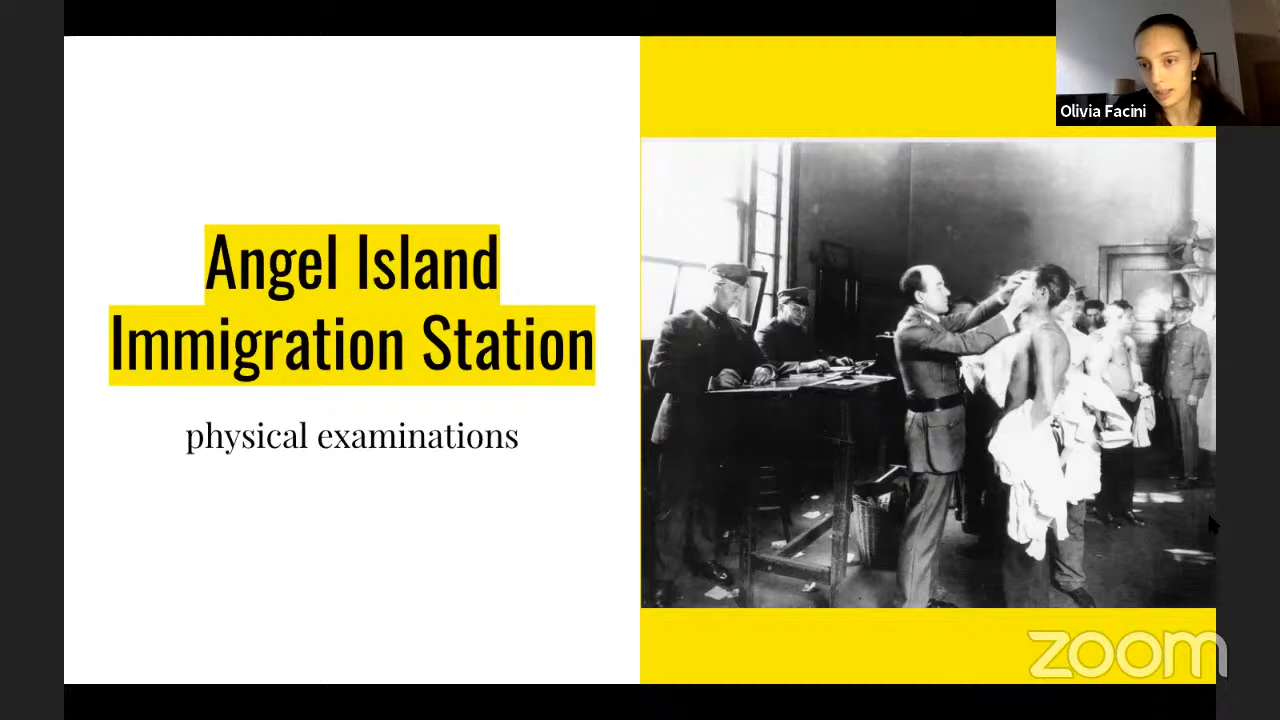 Olivia Facini
Angel Island
Immigration Station
physical examinations
zoom